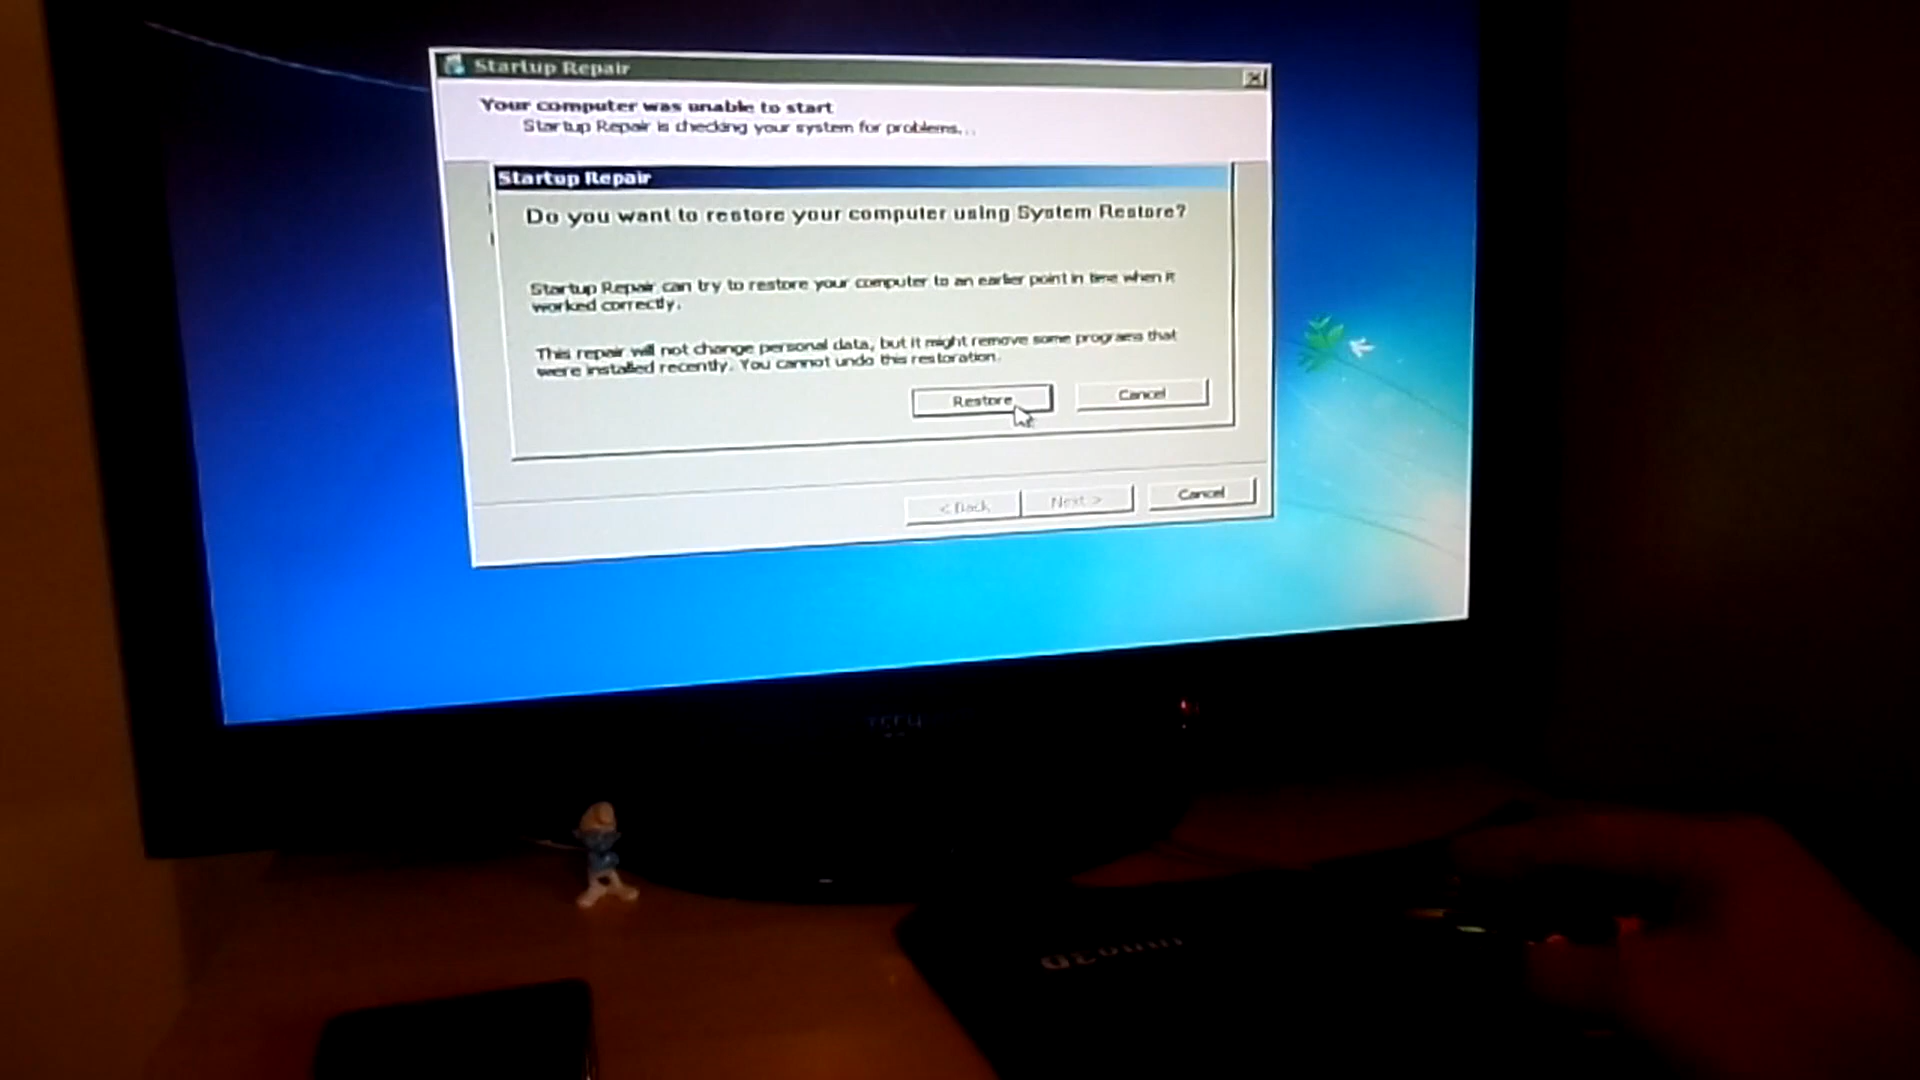 Startup Repair
Your computer was unable to start
Startup Repair is checking your system for problems...
Startup Repair
Do you want to restore your computer using System Restore?
Startup Repair can try to restore your computer to an earlier point in time when it
worked correctly.
This repair will not change personal data, but it might remove some programs that
were installed recently. You cannot undo this restoration.
Restore
Cancel
< Back
Next >
Cancel